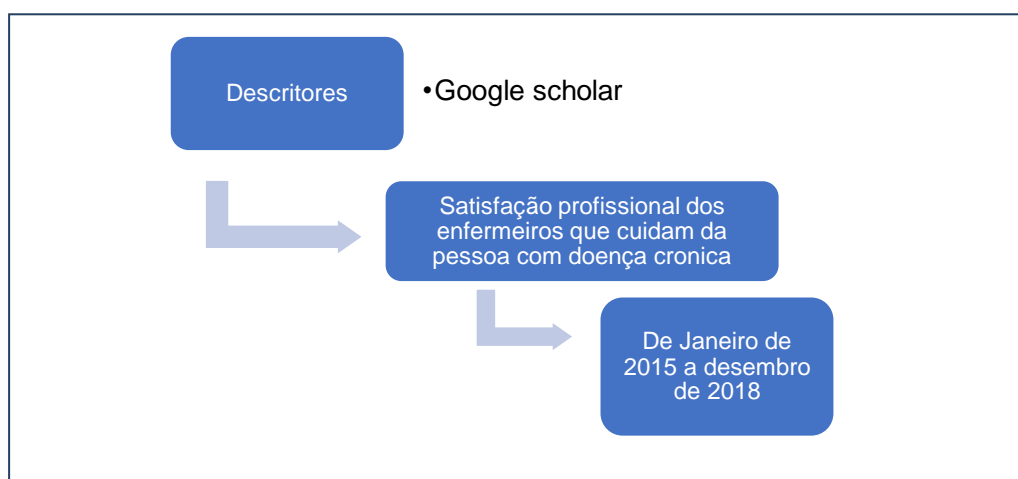 Descritores
•Google scholar
Satisfação profissional dos
enfermeiros que cuidam da
pessoa com doença cronica
De Janeiro de
2015 a desembro
de 2018